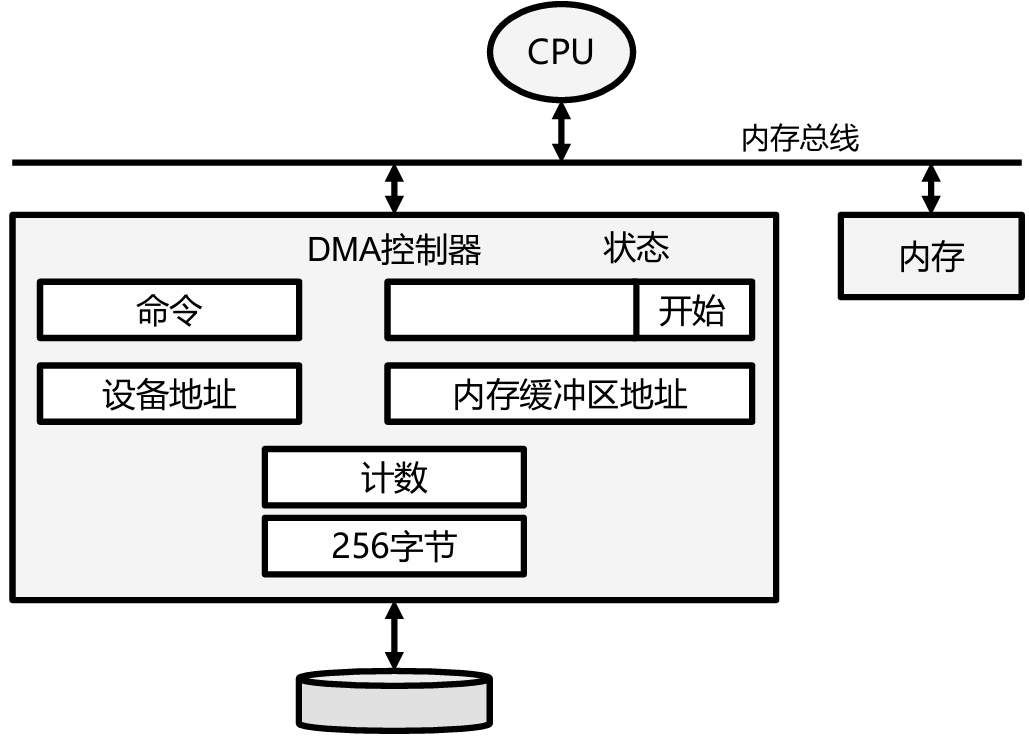 CPU
内存总线
DMA控制器
状态
内存
命令
开始
设备地址
内存缓冲区地址
计数
256字节